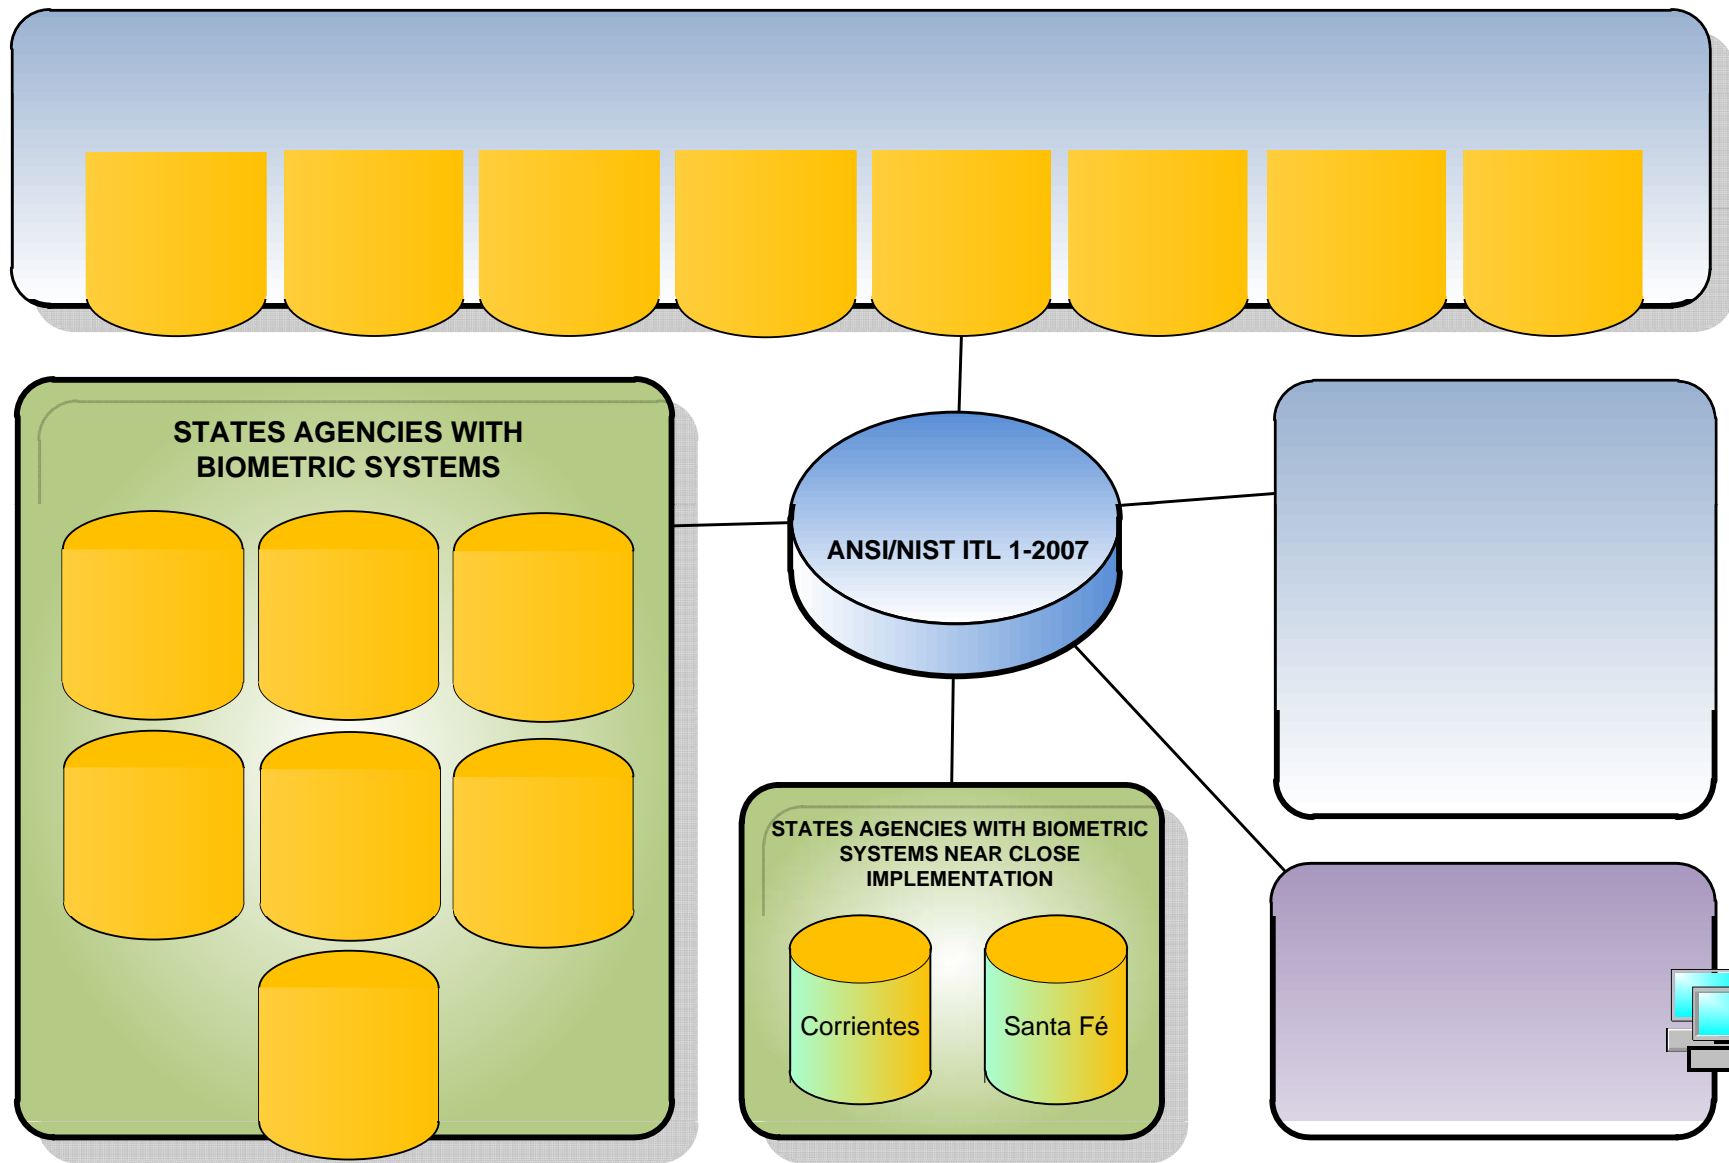 STATES AGENCIES WITH
BIOMETRIC SYSTEMS
ANSI/NIST ITL 1-2007
STATES AGENCIES WITH BIOMETRIC
SYSTEMS NEAR CLOSE
IMPLEMENTATION
Corrientes
Santa Fé